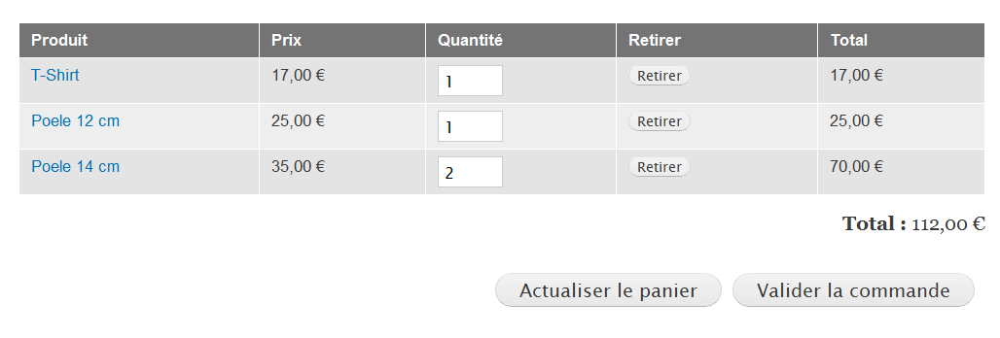 Produit Prix Quantité Retirer Total
T-Shirt 17,00 € 1 Retirer 17,00 €
Poele 12 cm 25,00 € 1 Retirer 25,00 €
Poele 14 cm 35,00 € 2 Retirer 70,00 €
Total : 112,00 €
Actualiser le panier Valider la commande